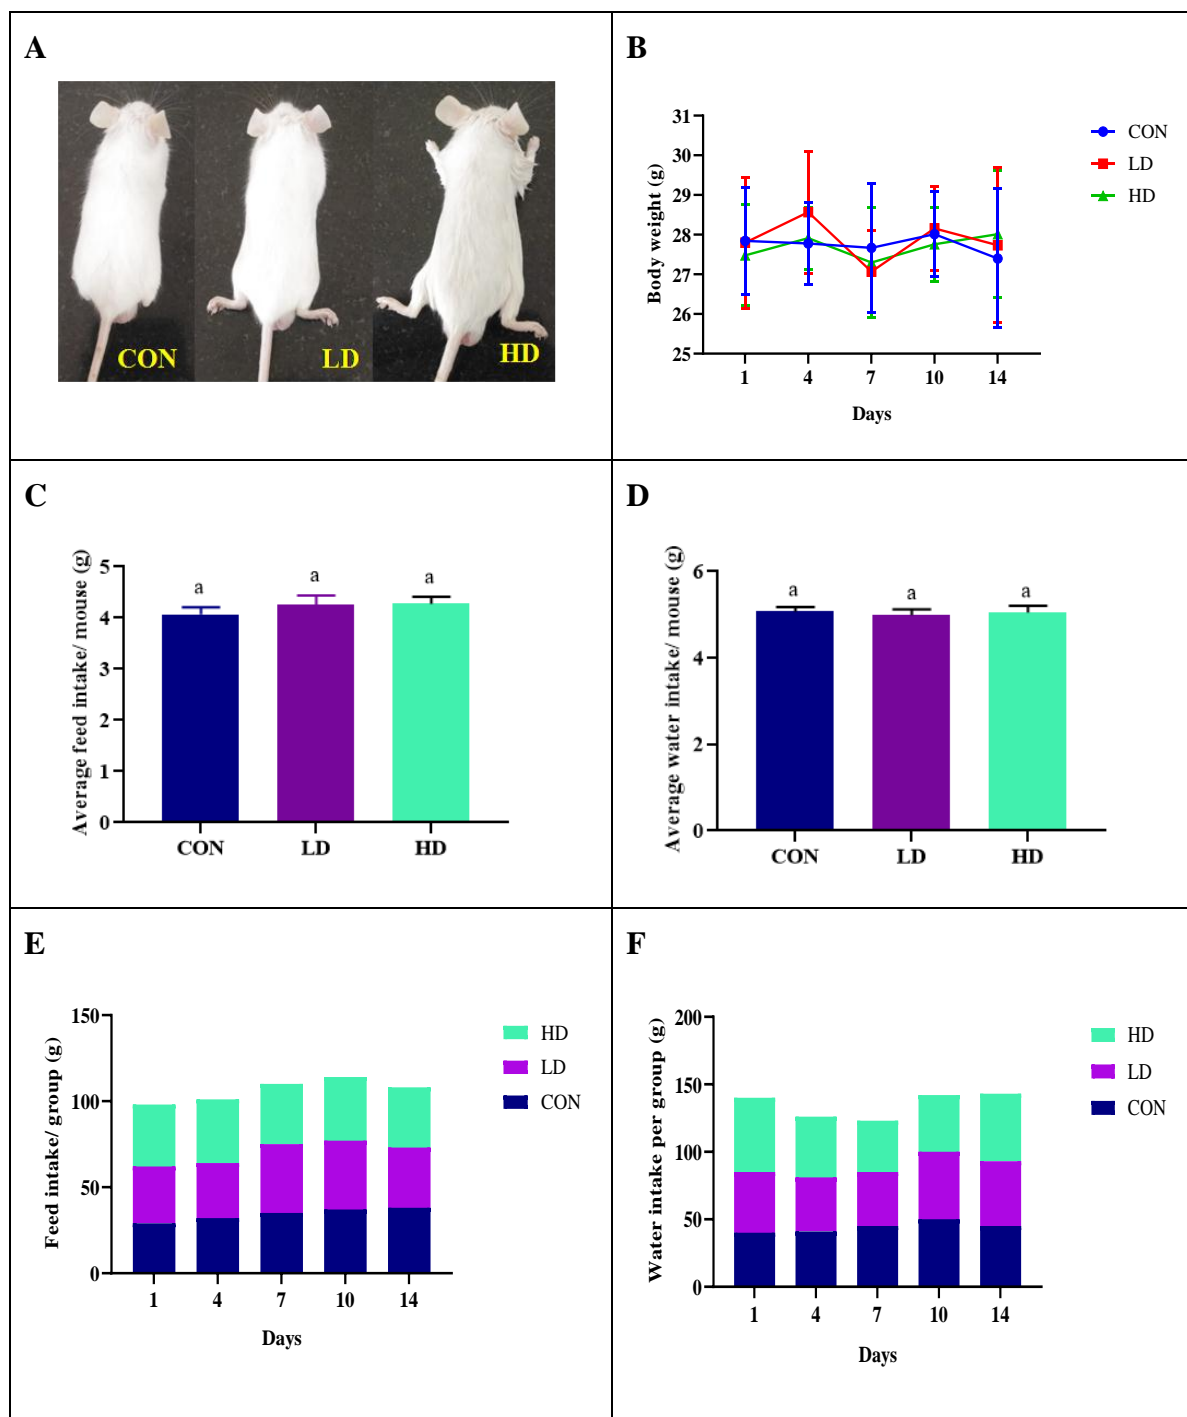 A
CON
LD
HD
B
Body weight (g)
31
30
29
28
27
26
25
1 4 7 10 14
Days
CON
LD
HD
C
Average feed intake/ mouse (g)
5
4
3
2
1
0
a a a
CON LD HD
D
Average water intake/ mouse (g)
6
4
2
0
a a a
CON LD HD
E
Feed intake/ group (g)
150
100
50
0
1 4 7 10 14
Days
HD
LD
CON
F
Water intake per group (g)
200
150
100
50
0
1 4 7 10 14
Days
HD
LD
CON